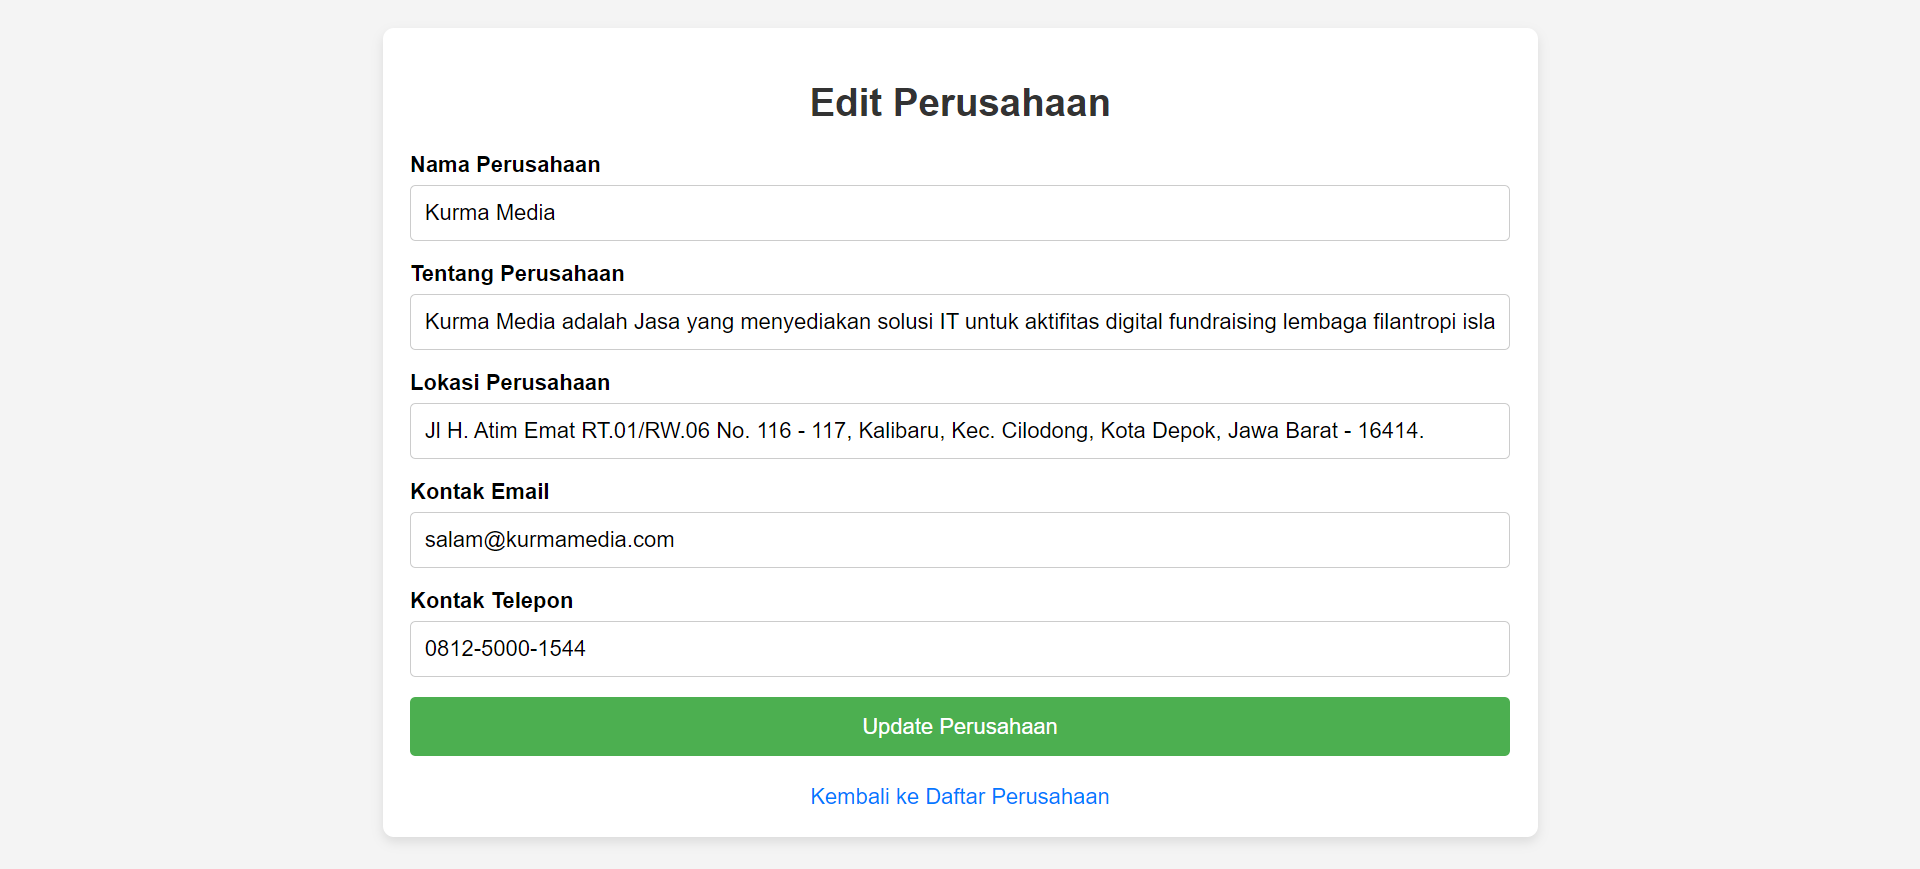 Edit Perusahaan
Nama Perusahaan
Kurma Media
Tentang Perusahaan
Kurma Media adalah Jasa yang menyediakan solusi IT untuk aktifitas digital fundraising lembaga filantropi isla
Lokasi Perusahaan
Jl H. Atim Emat RT.01/RW.06 No. 116 - 117, Kalibaru, Kec. Cilodong, Kota Depok, Jawa Barat - 16414.
Kontak Email
salam@kurmamedia.com
Kontak Telepon
0812-5000-1544
Update Perusahaan
Kembali ke Daftar Perusahaan